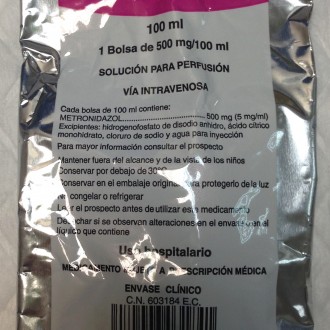 100 ml
1 Bolsa de 500 mg/100 ml
SOLUCIÓN PARA PERFUSIÓN
VÍA INTRAVENOSA
Cada bolsa de 100 ml contiene:
METRONIDAZOL..............................500 mg (5 mg/ml)
Excipientes: hidrogenofosfato de disodio anhidro, ácido cítrico
monohidrato, cloruro de sodio y agua para inyección
Para mayor información consultar el prospecto
Mantener fuera del alcance y de la vista de los niños
Conservar por debajo de 30º
Conservar en el embalaje original para protegerlo de la luz
No congelar o refrigerar
Leer el prospecto antes de utilizar este medicamento
Desechar si se observan alteraciones en el envase o en el
líquido que contiene
Uso hospitalario
MEDICAMENTO SUJETO A PRESCRIPCIÓN MÉDICA
ENVASE CLÍNICO
C.N. 603184 E.C.